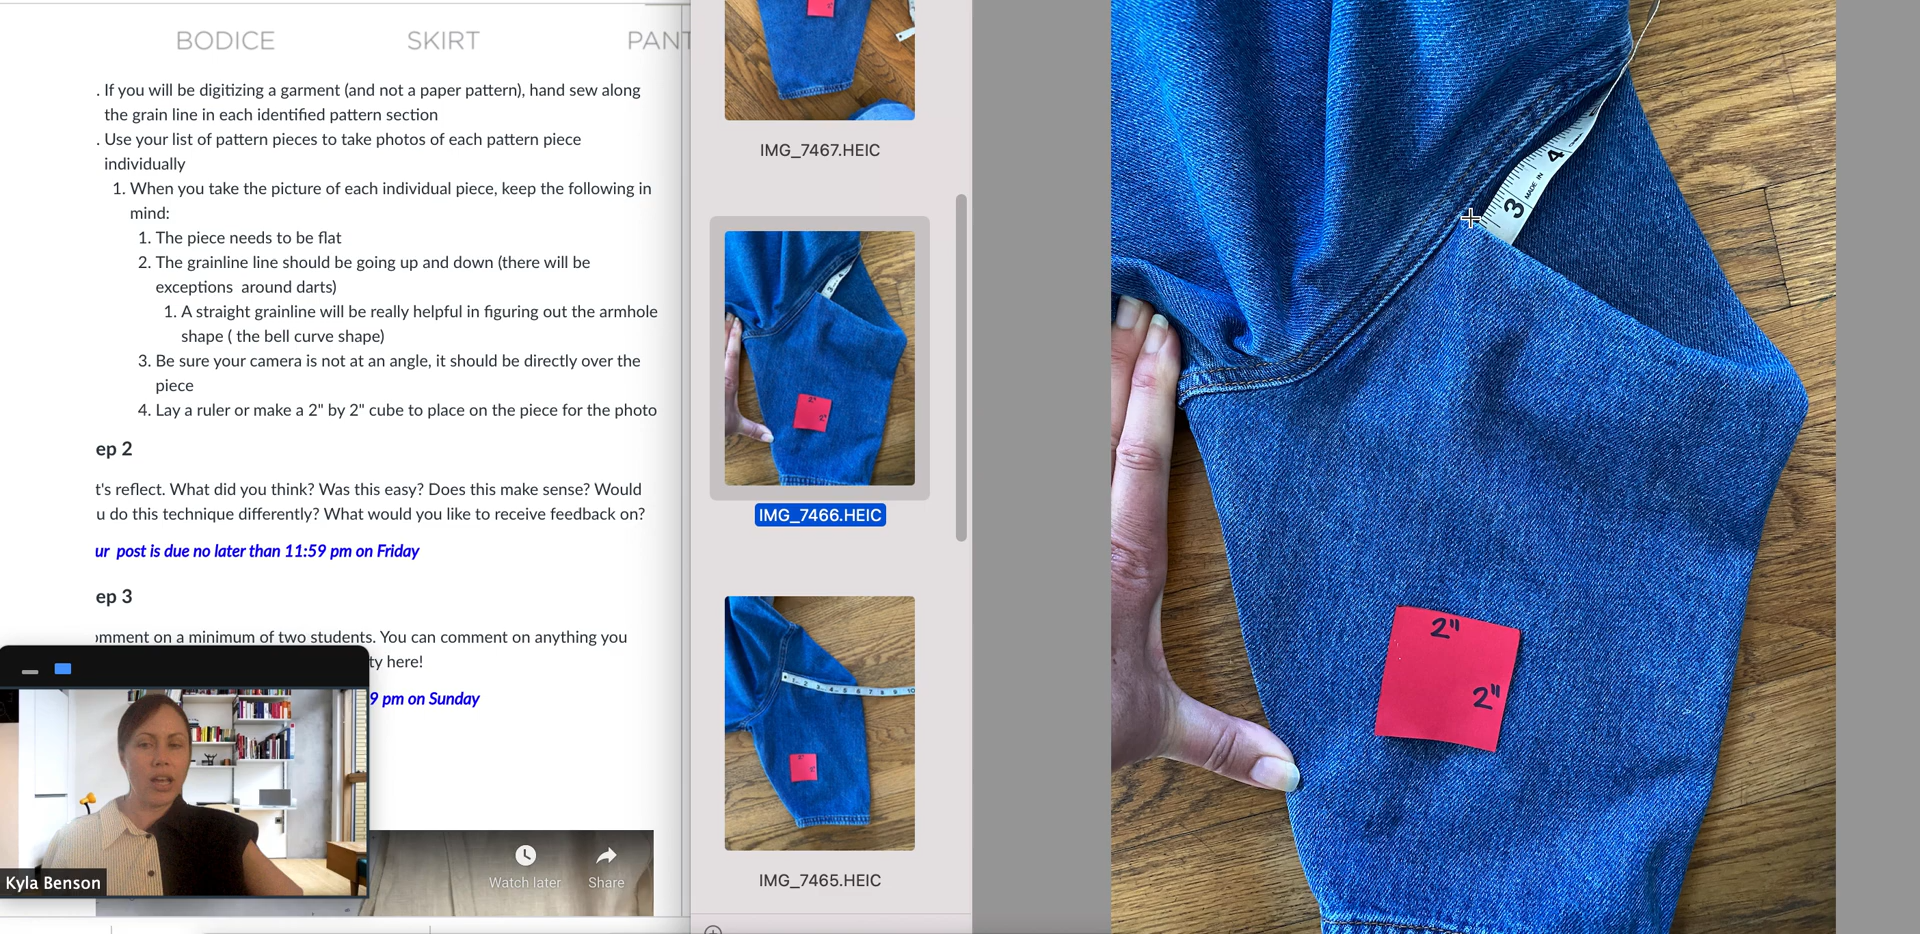 BODICE SKIRT PANT
. If you will be digitizing a garment (and not a paper pattern), hand sew along
the grain line in each identified pattern section
. Use your list of pattern pieces to take photos of each pattern piece
individually
1. When you take the picture of each individual piece, keep the following in
mind:
1. The piece needs to be flat
2. The grainline line should be going up and down (there will be
exceptions around darts)
1. A straight grainline will be really helpful in figuring out the armhole
shape ( the bell curve shape)
3. Be sure your camera is not at an angle, it should be directly over the
piece
4. Lay a ruler or make a 2" by 2" cube to place on the piece for the photo
ep 2
t's reflect. What did you think? Was this easy? Does this make sense? Would
u do this technique differently? What would you like to receive feedback on?
ur post is due no later than 11:59 pm on Friday
ep 3
mment on a minimum of two students. You can comment on anything you
ty here!
9 pm on Sunday
Kyla Benson
Watch later Share
IMG_7467.HEIC
IMG_7466.HEIC
IMG_7465.HEIC
4
MADE IN
3
2"
2"